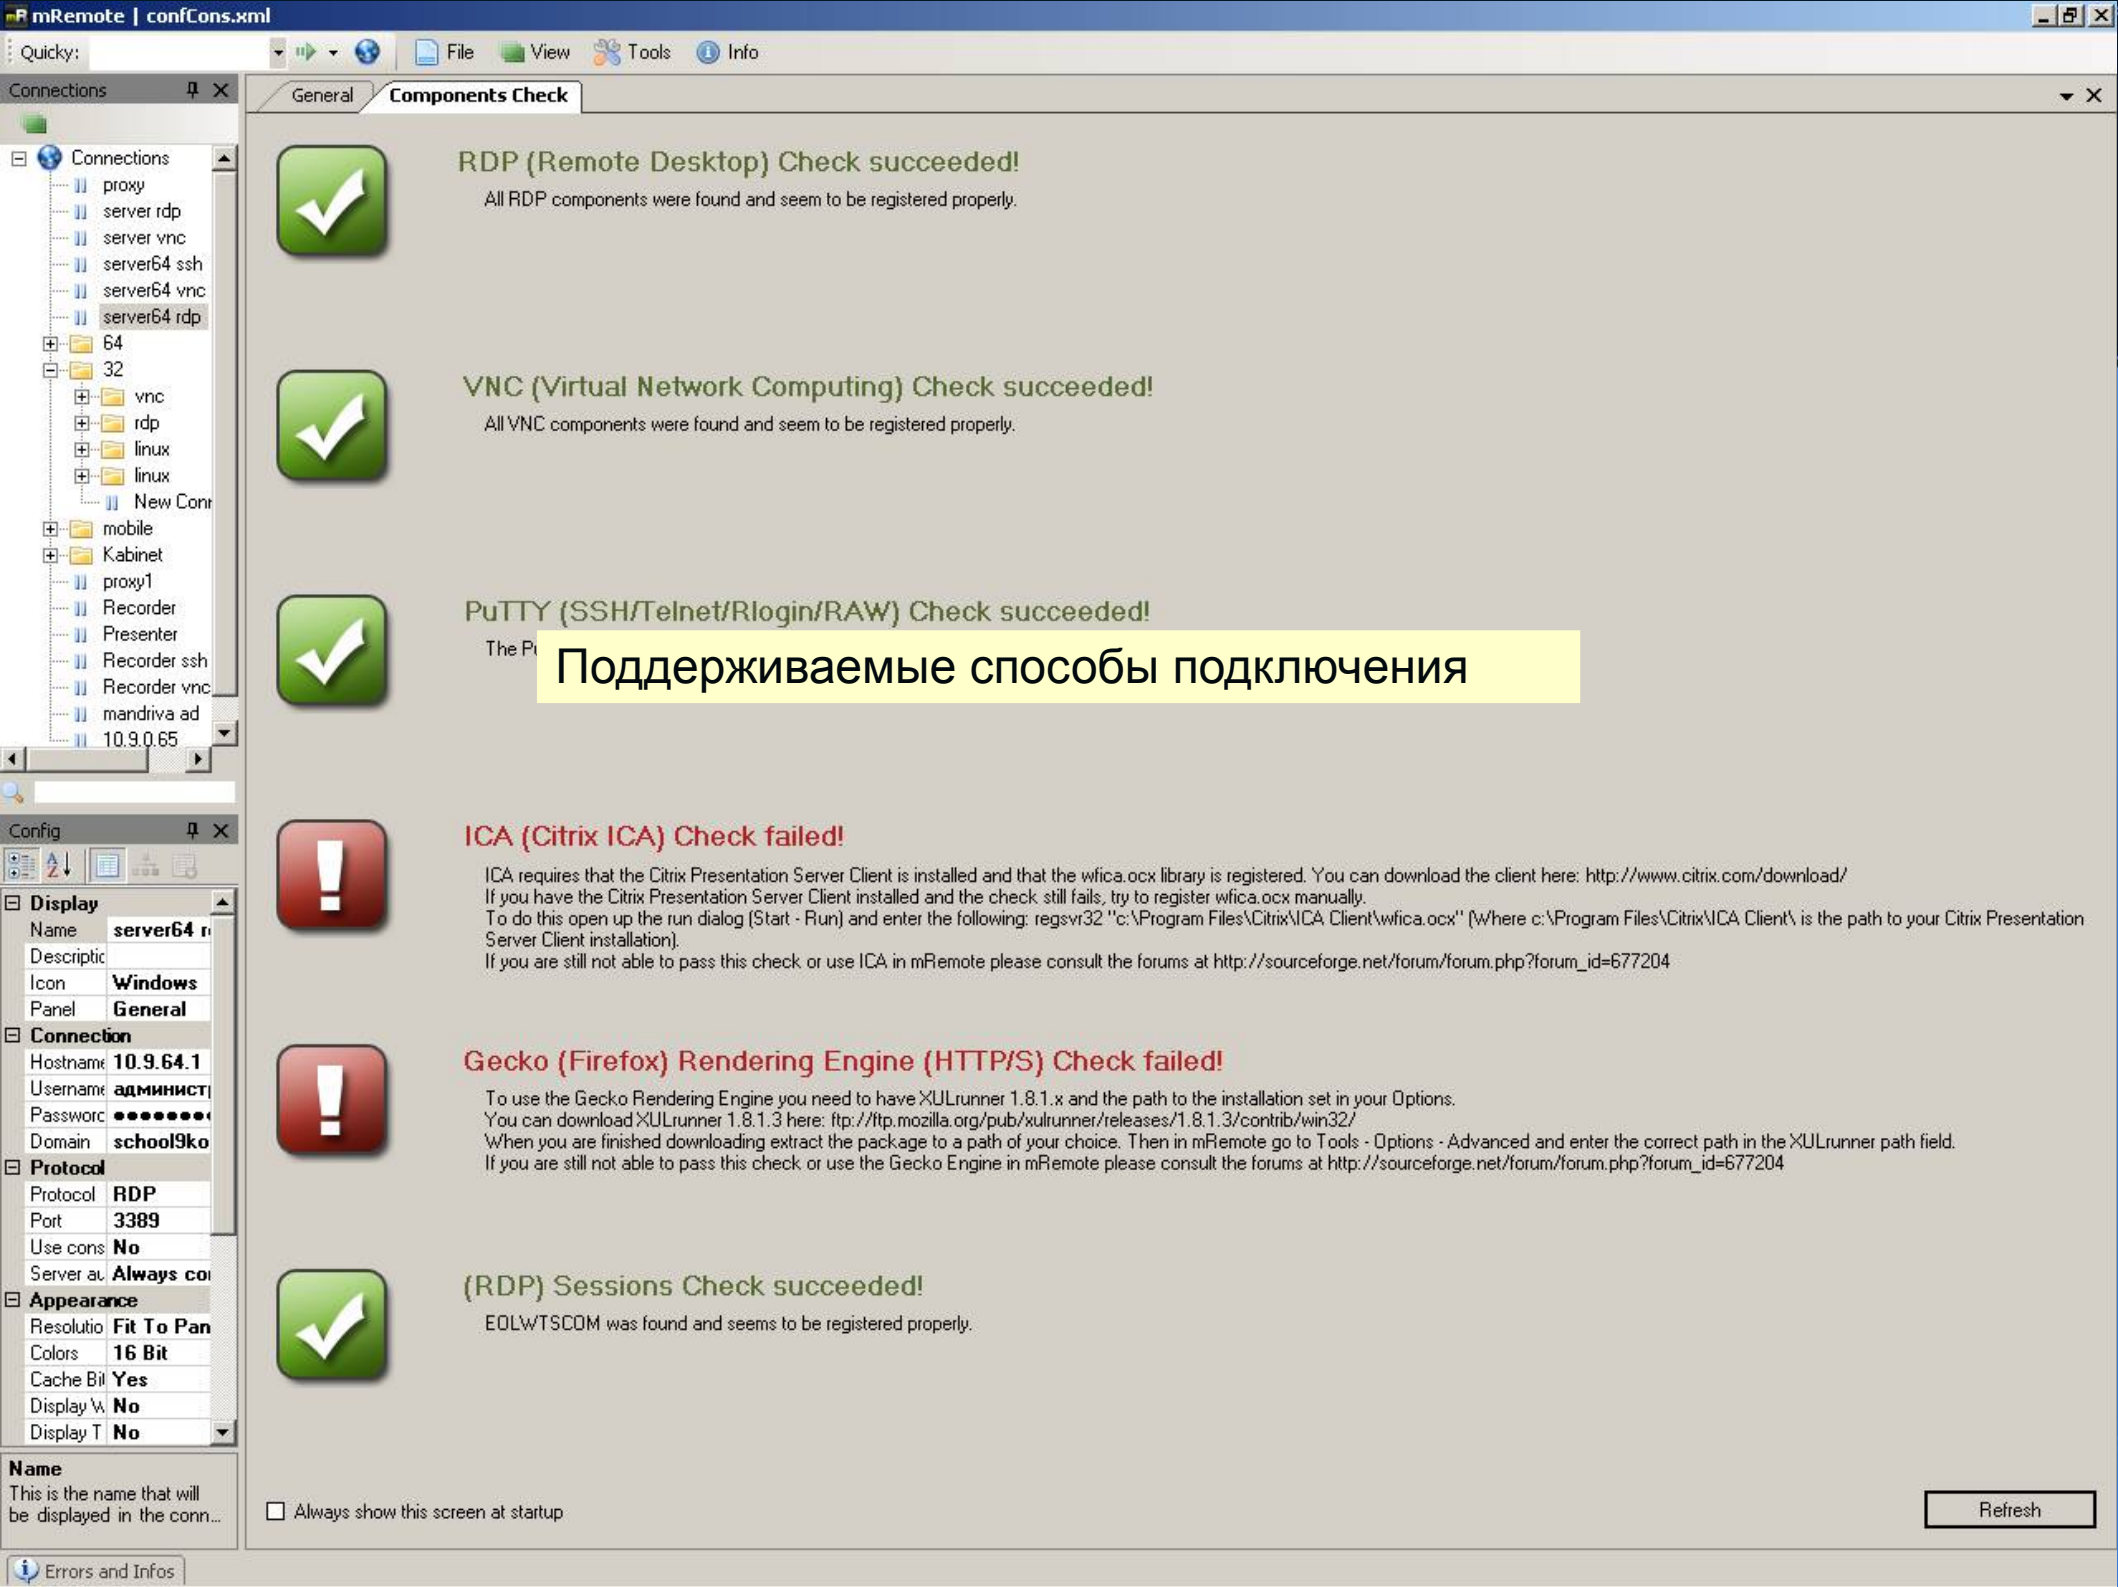 mRemote | confCons.xml
Quicky:
File
View
Tools
Info
Connections
General
Components Check
Connections
proxy
server rdp
server vnc
server64 ssh
server64 vnc
server64 rdp
64
32
vnc
rdp
linux
linux
New Conr
mobile
Kabinet
proxy1
Recorder
Presenter
Recorder ssh
Recorder vnc
mandriva ad
10.9.0.65
RDP (Remote Desktop) Check succeeded!
All RDP components were found and seem to be registered properly.
VNC (Virtual Network Computing) Check succeeded!
All VNC components were found and seem to be registered properly.
PuTTY (SSH/Telnet/Rlogin/RAW) Check succeeded!
The
Поддерживаемые способы подключения
ICA (Citrix ICA) Check failed!
ICA requires that the Citrix Presentation Server Client is installed and that the wfica.ocx library is registered. You can download the client here: http://www.citrix.com/download/
If you have the Citrix Presentation Server Client installed and the check still fails, try to register wfica.ocx manually.
To do this open up the run dialog (Start - Run) and enter the following: regsvr32 "c:\Program Files\Citrix\ICA Client\wfica.ocx" (Where c:\Program Files\Citrix\ICA Client\ is the path to your Citrix Presentation
Server Client installation).
If you are still not able to pass this check or use ICA in mRemote please consult the forums at http://sourceforge.net/forum/forum.php?forum_id=677204
Gecko (Firefox) Rendering Engine (HTTP/S) Check failed!
To use the Gecko Rendering Engine you need to have XULrunner 1.8.1.x and the path to the installation set in your Options.
You can download XULrunner 1.8.1.3 here: ftp://ftp.mozilla.org/pub/xulrunner/releases/1.8.1.3/contrib/win32/
When you are finished downloading extract the package to a path of your choice. Then in mRemote go to Tools - Options - Advanced and enter the correct path in the XULrunner path field.
If you are still not able to pass this check or use the Gecko Engine in mRemote please consult the forums at http://sourceforge.net/forum/forum.php?forum_id=677204
(RDP) Sessions Check succeeded!
EOLWTSCOM was found and seems to be registered properly.
Config
Display
Name server64 r
Descriptic
Icon Windows
Panel General
Connection
Hostname 10.9.64.1
Username админист
Password
Domain school9ko
Protocol
Protocol RDP
Port 3389
Use cons No
Server au Always co
Appearance
Resolutio Fit To Pan
Colors 16 Bit
Cache Bi Yes
Display W No
Display T No
Name
This is the name that will
be displayed in the conn...
Always show this screen at startup
Refresh
Errors and Infos